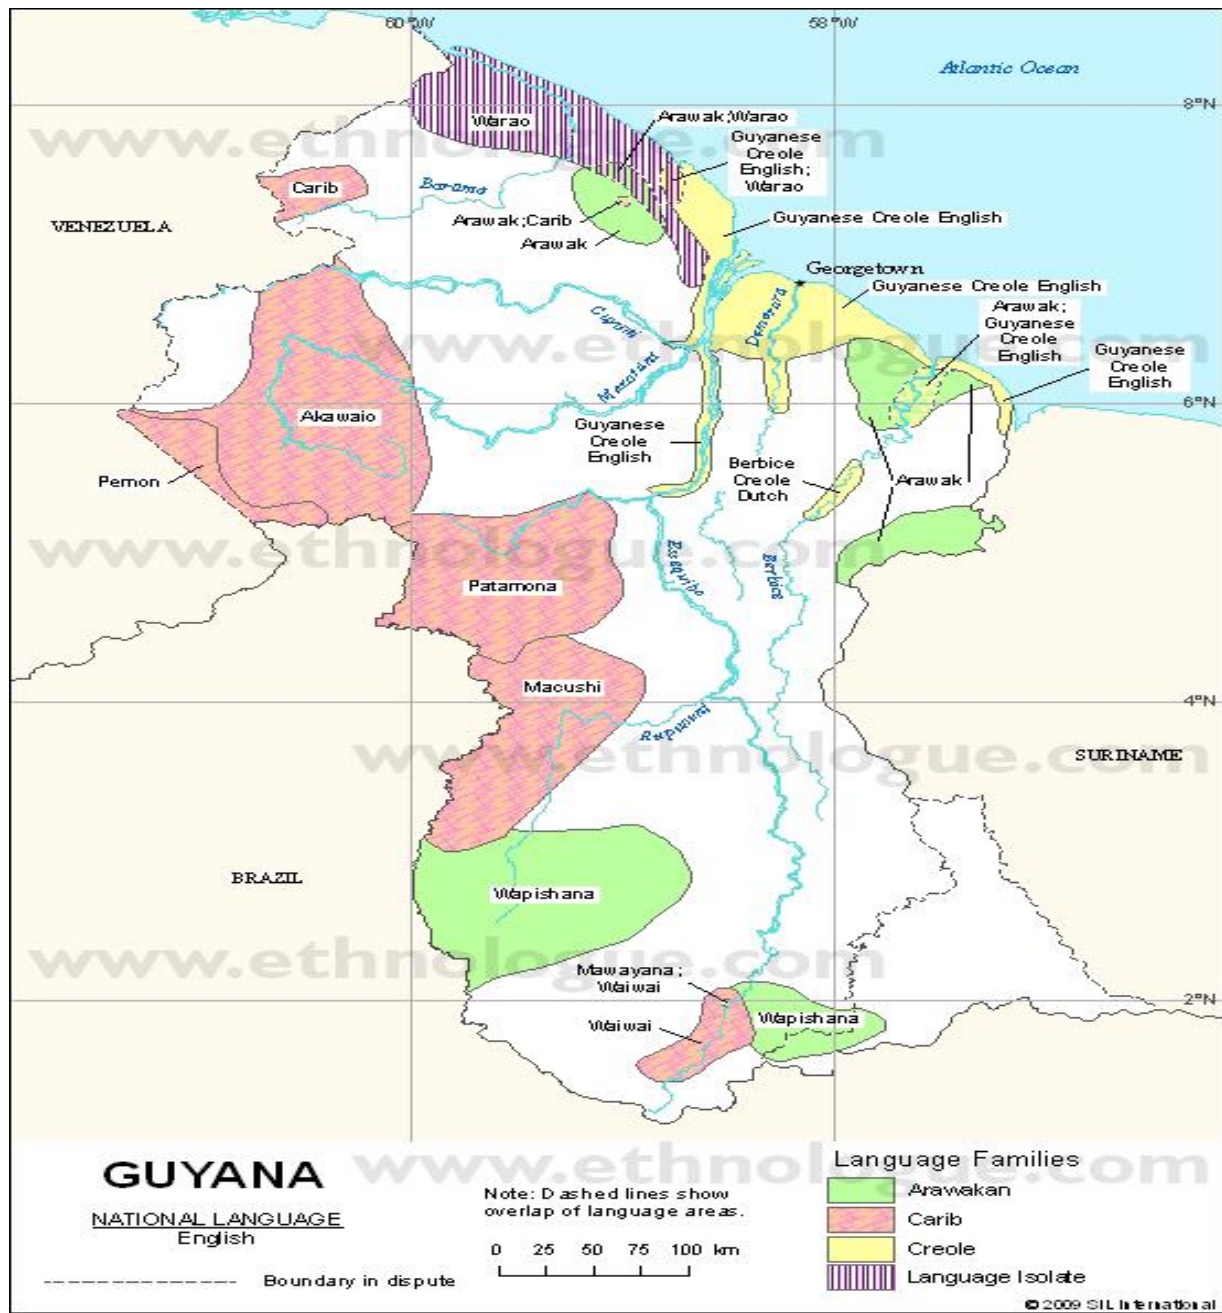 60°W
58°W
Atlantic Ocean
8°N
www.ethnologue.com
Warao
Arawak;Warao
Guyanese
Creole
English;
Warao
Carib
Barama
Arawak;Carib
Arawak
Guyanese Creole English
VENEZUELA
Georgetown
Guyanese Creole English
Arawak;
Guyanese
Creole
English
Cuyuni
Demerara
www.ethnologue.com
Guyanese
Creole
English
Mazaruni
6°N
Akawaio
Guyanese
Creole
English
Pemon
Berbice
Creole
Dutch
Arawak
www.ethnologue.com
Essequibo
Berbice
Patamona
Macushi
4°N
Rupununi
www.ethnologue.com
SURINAME
BRAZIL
Wapishana
www.ethnologue.com
Mawayana;
Waiwai
2°N
Waiwai
Wapishana
www.ethnologue.com
GUYANA
NATIONAL LANGUAGE
English
Boundary in dispute
Note: Dashed lines show
overlap of language areas.
0 25 50 75 100 km
Language Families
Arawakan
Carib
Creole
Language Isolate
© 2009 SIL International